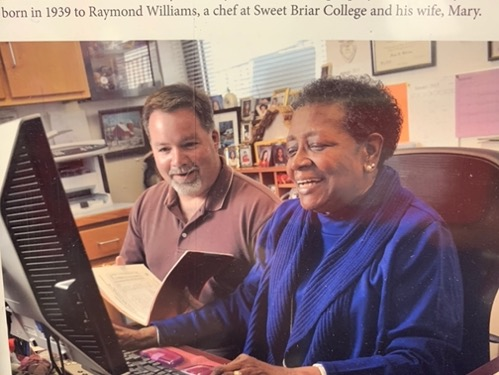 born in 1939 to Raymond Williams, a chef at Sweet Briar College and his wife, Mary.